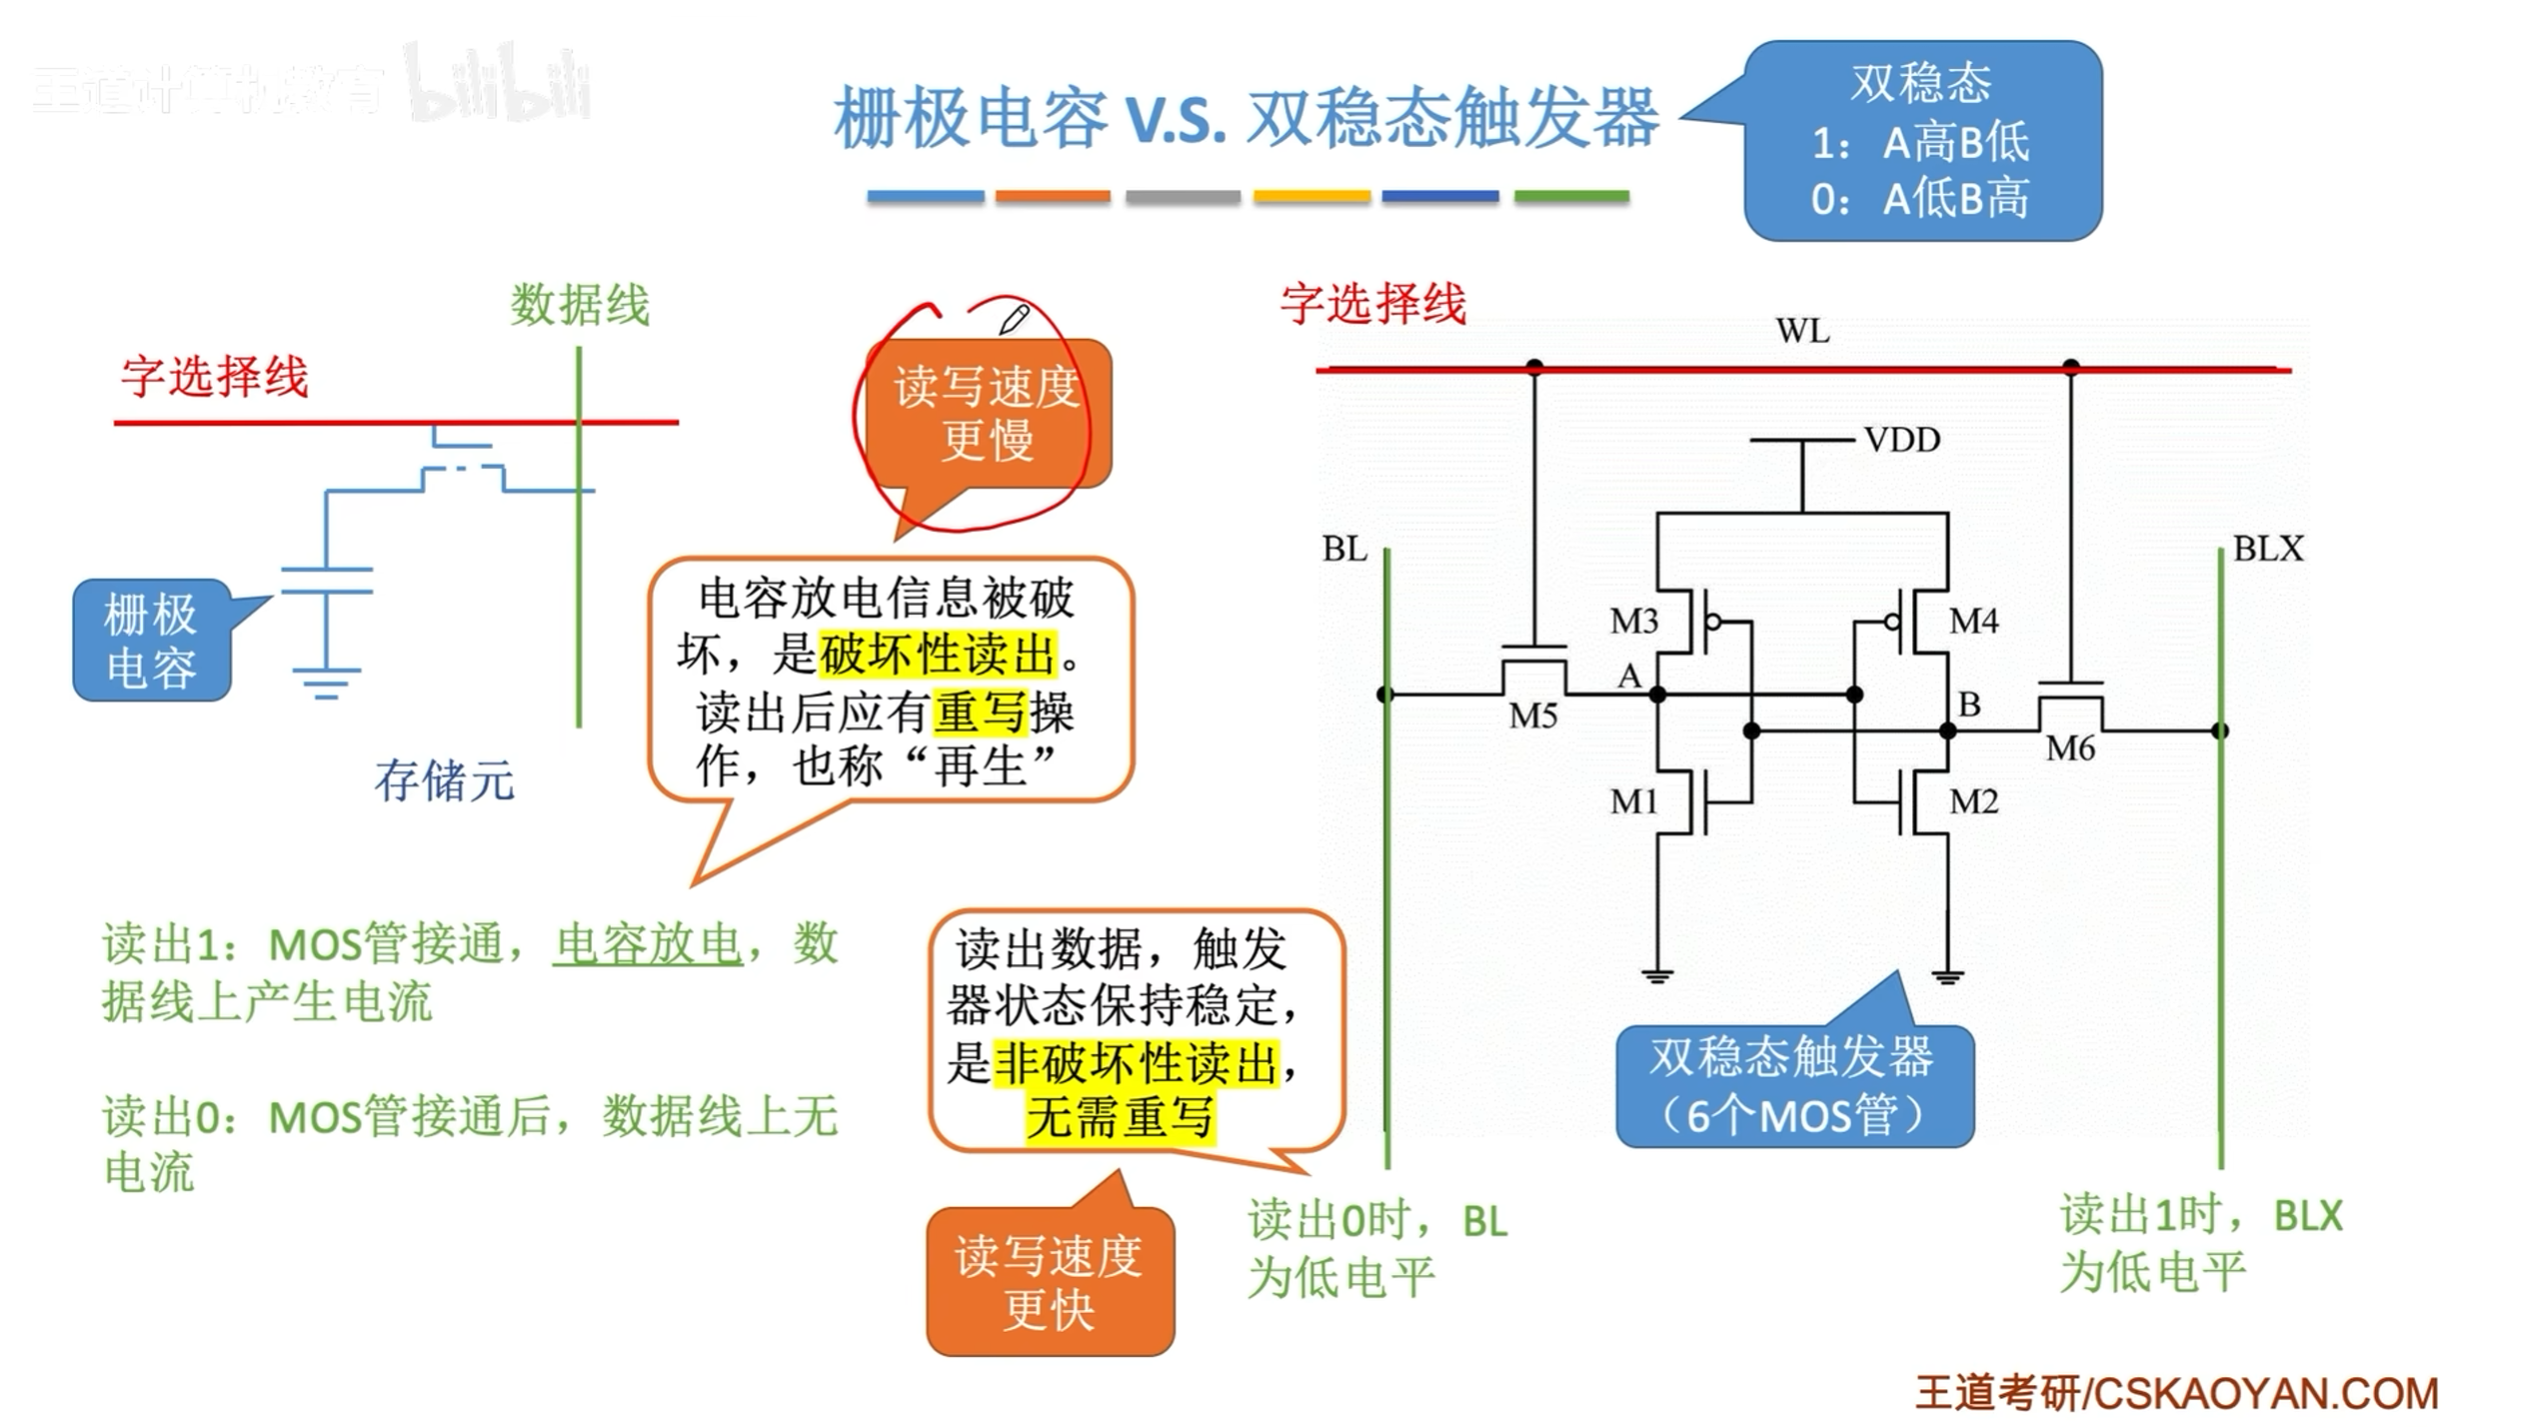 王道计算机教育 bilibili
栅极电容 V.S. 双稳态触发器
双稳态
1：A高B低
0：A低B高
数据线
字选择线
栅极
电容
存储元
读写速度
更慢
电容放电信息被破
坏，是破坏性读出。
读出后应有重写操
作，也称“再生”
读出1：MOS管接通，电容放电，数
据线上产生电流
读出0：MOS管接通后，数据线上无
电流
读出数据，触发
器状态保持稳定，
是非破坏性读出，
无需重写
读写速度
更快
字选择线
WL
VDD
BL
BLX
M3
M4
A
B
M5
M6
M1
M2
双稳态触发器
（6个MOS管）
读出0时，BL
为低电平
读出1时，BLX
为低电平
王道考研/CSKAOYAN.COM